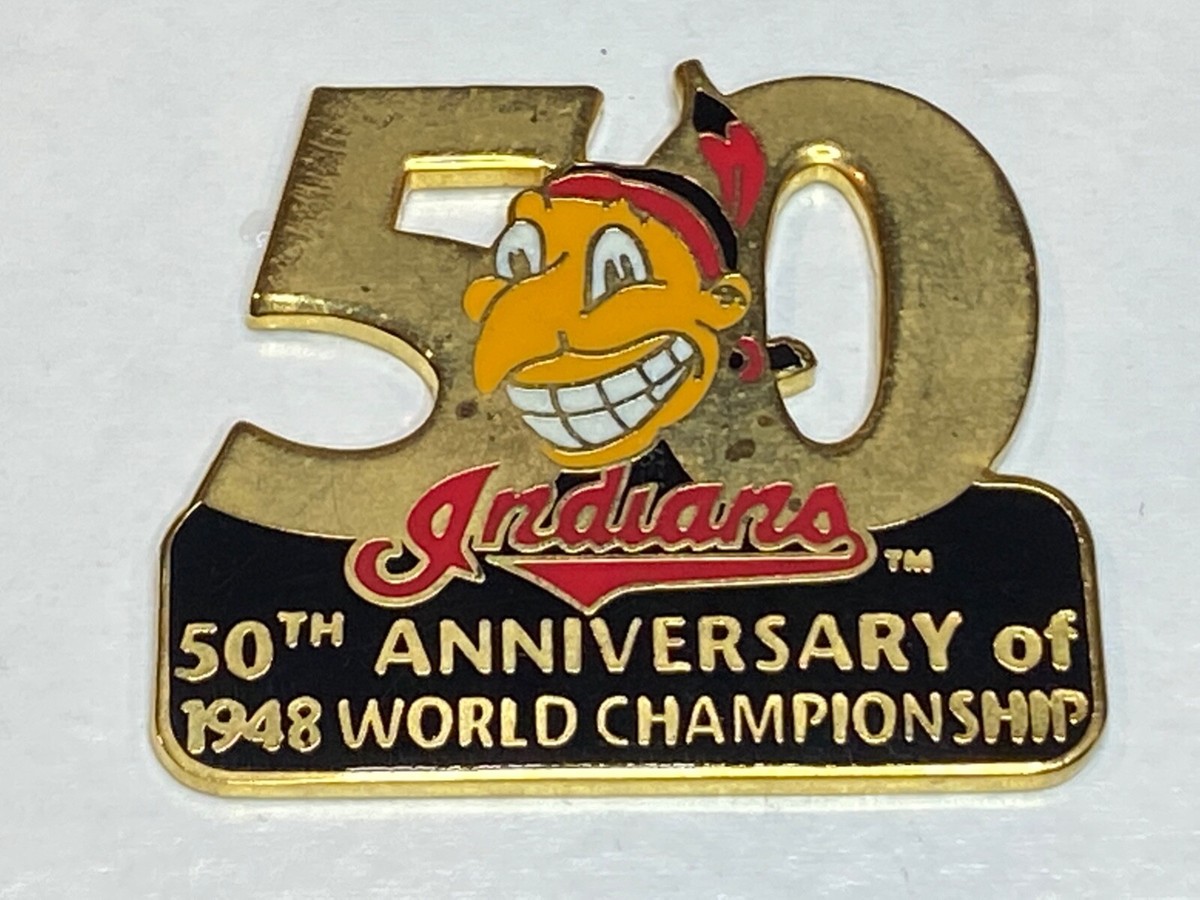 50
Indians ™
50TH ANNIVERSARY of
1948 WORLD CHAMPIONSHIP